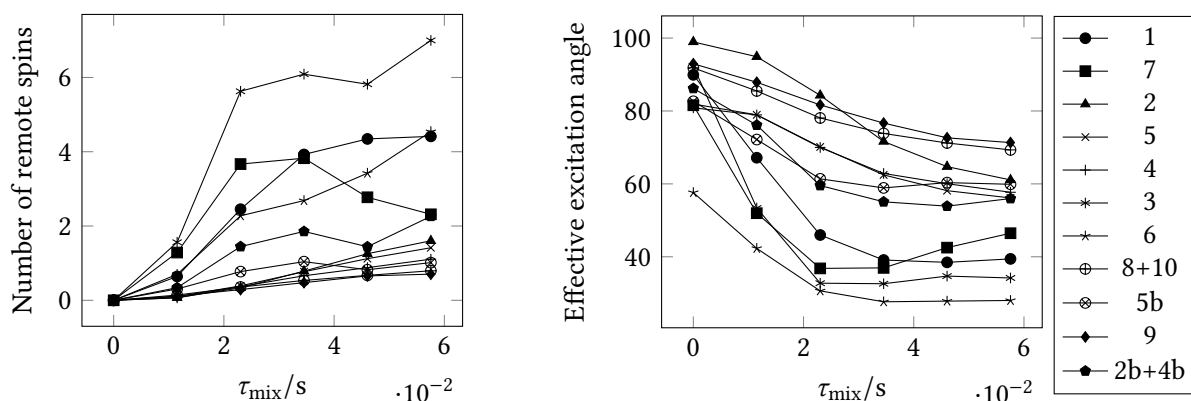 Number of remote spins
6
4
2
0
0 2 4 6
τmix/s
·10−2
Effective excitation angle
100
80
60
40
0 2 4 6
τmix/s
·10−2
1
7
2
5
4
3
6
8+10
5b
9
2b+4b